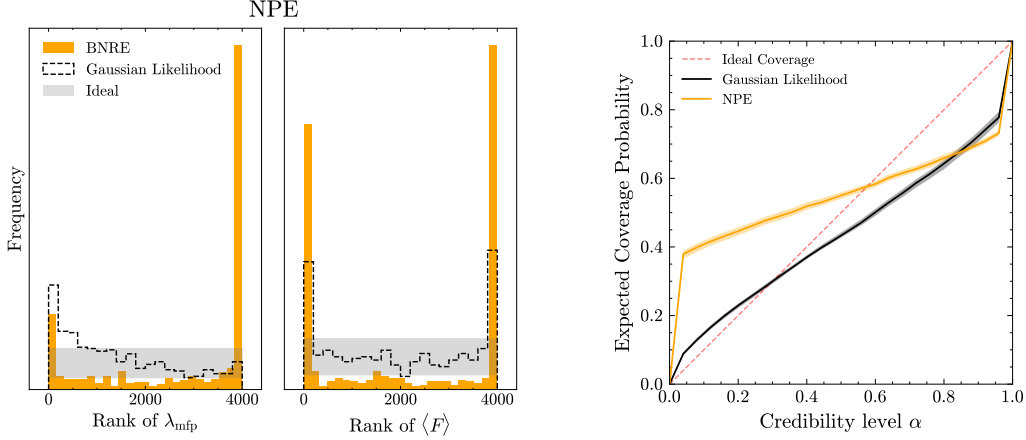 NPE
BNRE
Gaussian Likelihood
Ideal
Frequency
0 2000 4000
Rank of λmfp
0 2000 4000
Rank of ⟨F⟩
Ideal Coverage
Gaussian Likelihood
NPE
Expected Coverage Probability
1.0
0.8
0.6
0.4
0.2
0.0
0.0 0.2 0.4 0.6 0.8 1.0
Credibility level α